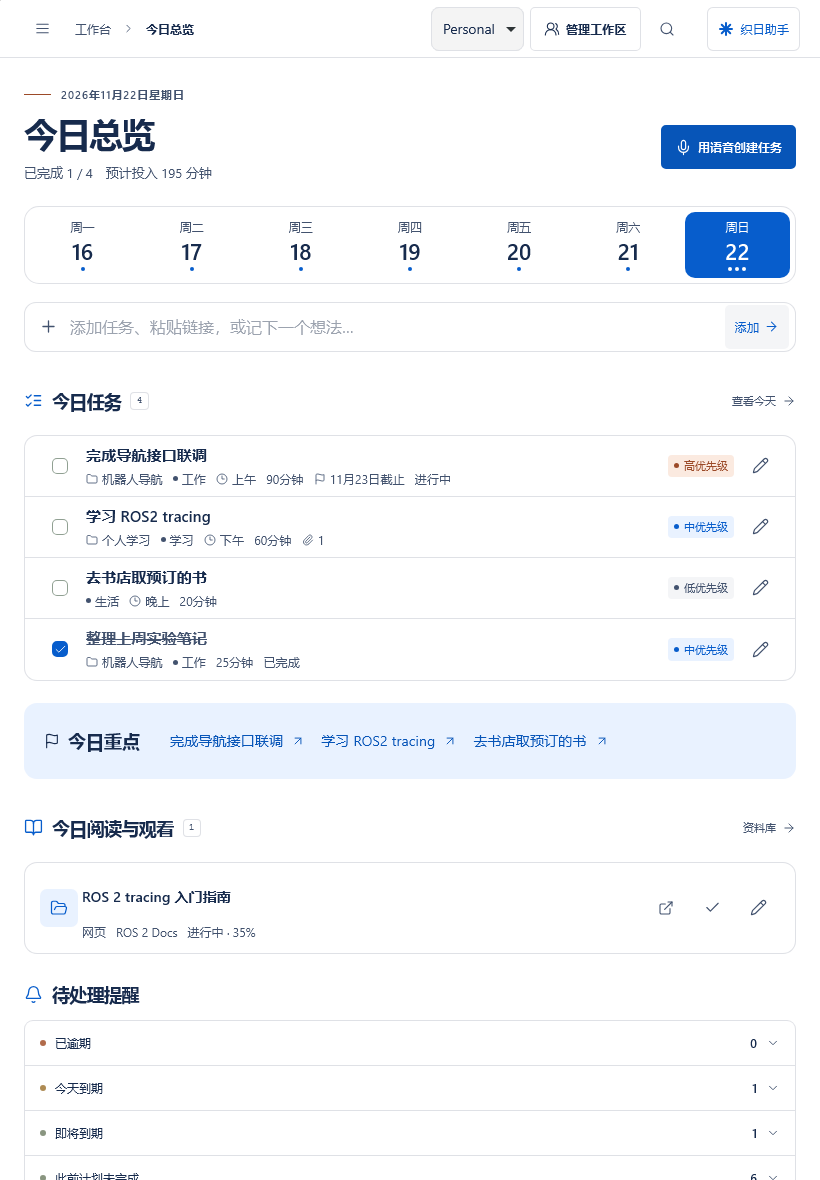 工作台 > 今日总览 Personal 管理工作区 织日助手
2026年11月22日星期日
今日总览
用语音创建任务
已完成 1 / 4 预计投入 195 分钟
周一 周二 周三 周四 周五 周六 周日
16 17 18 19 20 21 22
添加任务、粘贴链接，或记下一个想法... 添加
今日任务 4 查看今天
完成导航接口联调
机器人导航 工作 上午 90分钟 11月23日截止 进行中 高优先级
学习 ROS2 tracing
个人学习 学习 下午 60分钟 1 中优先级
去书店取预订的书
生活 晚上 20分钟 低优先级
整理上周实验笔记
机器人导航 工作 25分钟 已完成 中优先级
今日重点 完成导航接口联调 学习 ROS2 tracing 去书店取预订的书
今日阅读与观看 1 资料库
ROS 2 tracing 入门指南
网页 ROS 2 Docs 进行中 · 35%
待处理提醒
已逾期 0
今天到期 1
即将到期 1
此前计划未完成 6